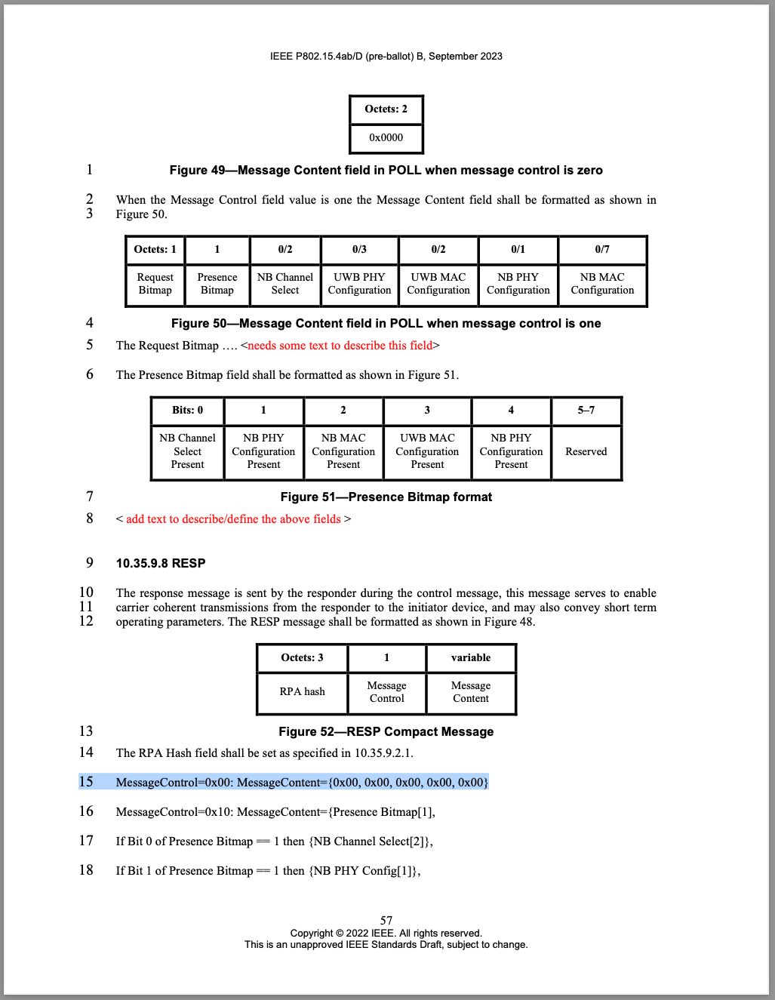 IEEE P802.15.4ab/D (pre-ballot) B, September 2023
Octets: 2
0x0000
1 Figure 49—Message Content field in POLL when message control is zero
2 When the Message Control field value is one the Message Content field shall be formatted as shown in
3 Figure 50.
Octets: 1 1 0/2 0/3 0/2 0/1 0/7
Request Presence NB Channel UWB PHY UWB MAC NB PHY NB MAC
Bitmap Bitmap Select Configuration Configuration Configuration Configuration
4 Figure 50—Message Content field in POLL when message control is one
5 The Request Bitmap …. <needs some text to describe this field>
6 The Presence Bitmap field shall be formatted as shown in Figure 51.
Bits: 0 1 2 3 4 5–7
NB Channel NB PHY NB MAC UWB MAC NB PHY
Select Configuration Configuration Configuration Configuration Reserved
Present Present Present Present Present
7 Figure 51—Presence Bitmap format
8 < add text to describe/define the above fields >
9 10.35.9.8 RESP
10 The response message is sent by the responder during the control message, this message serves to enable
11 carrier coherent transmissions from the responder to the initiator device, and may also convey short term
12 operating parameters. The RESP message shall be formatted as shown in Figure 48.
Octets: 3 1 variable
RPA hash Message Message
Control Content
13 Figure 52—RESP Compact Message
14 The RPA Hash field shall be set as specified in 10.35.9.2.1.
15 MessageControl=0x00: MessageContent={0x00, 0x00, 0x00, 0x00, 0x00}
16 MessageControl=0x10: MessageContent={Presence Bitmap[1],
17 If Bit 0 of Presence Bitmap == 1 then {NB Channel Select[2]},
18 If Bit 1 of Presence Bitmap == 1 then {NB PHY Config[1]},
57
Copyright © 2022 IEEE. All rights reserved.
This is an unapproved IEEE Standards Draft, subject to change.